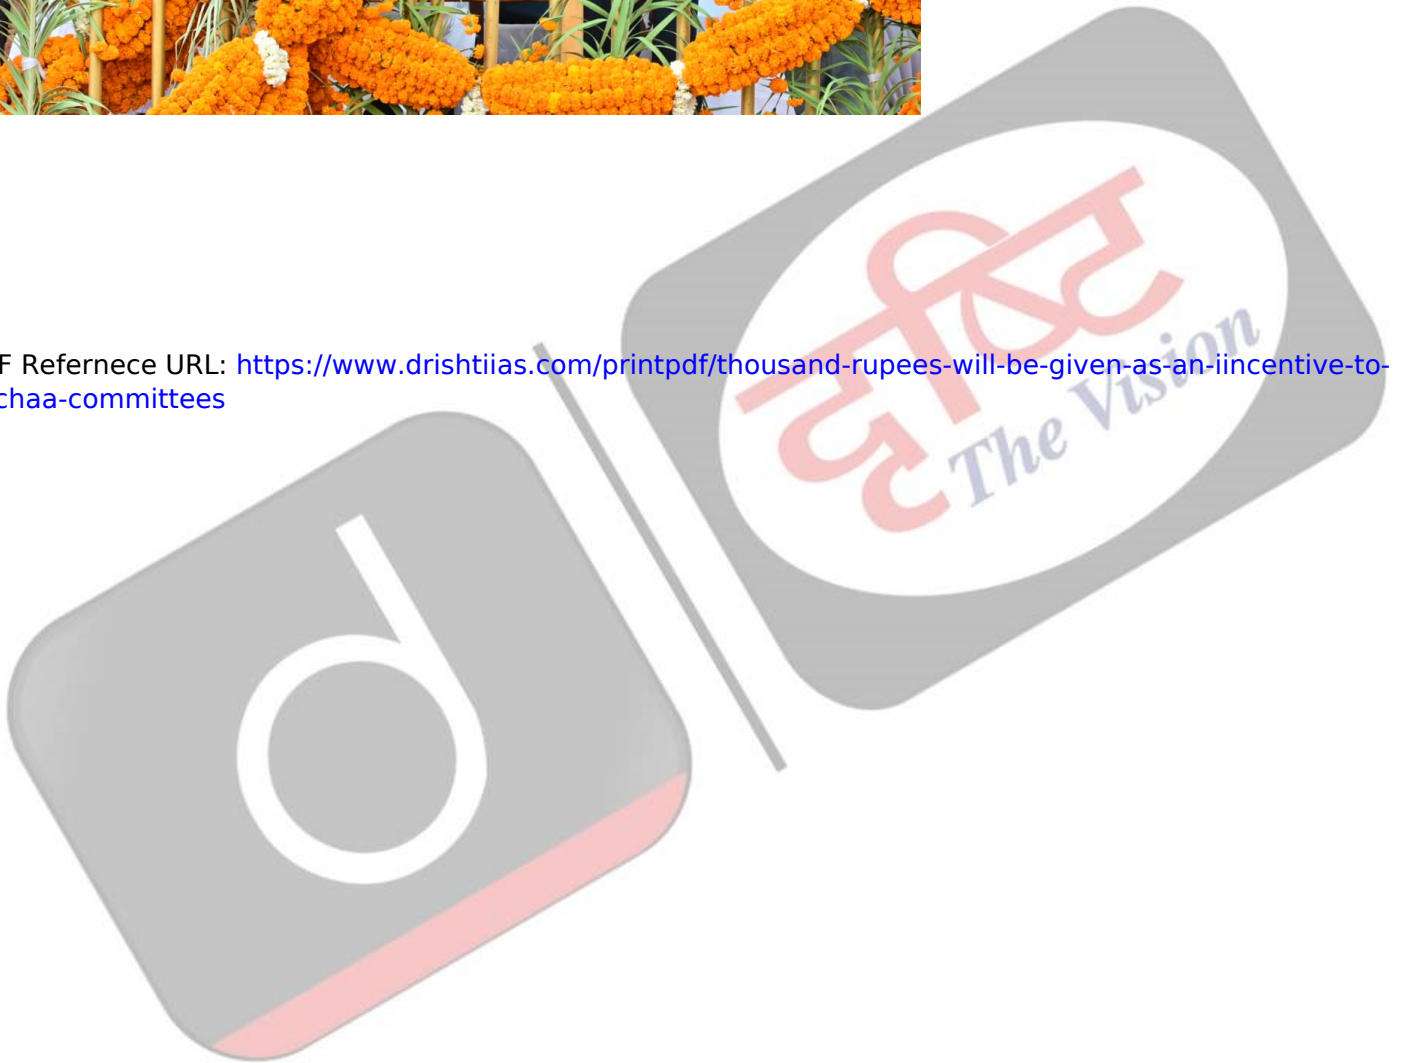 F Refernece URL: https://www.drishtiias.com/printpdf/thousand-rupees-will-be-given-as-an-iincentive-to-
chaa-committees
दृष्टि
The Vision
d